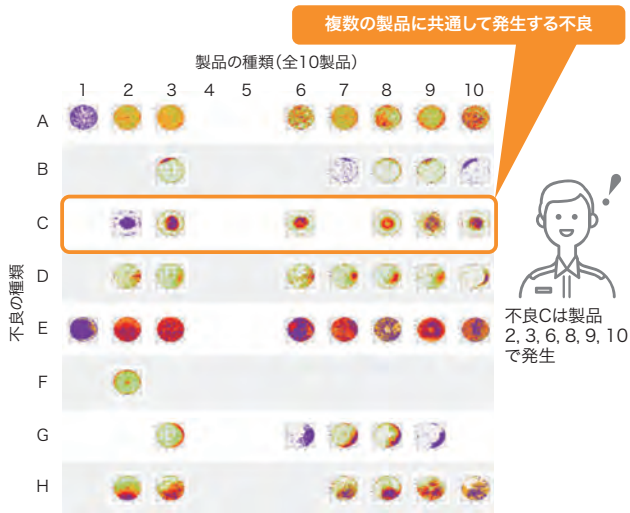 複数の製品に共通して発生する不良
製品の種類（全10製品）
1 2 3 4 5 6 7 8 9 10
不良の種類
A
B
C
D
E
F
G
H
不良Cは製品
2, 3, 6, 8, 9, 10
で発生